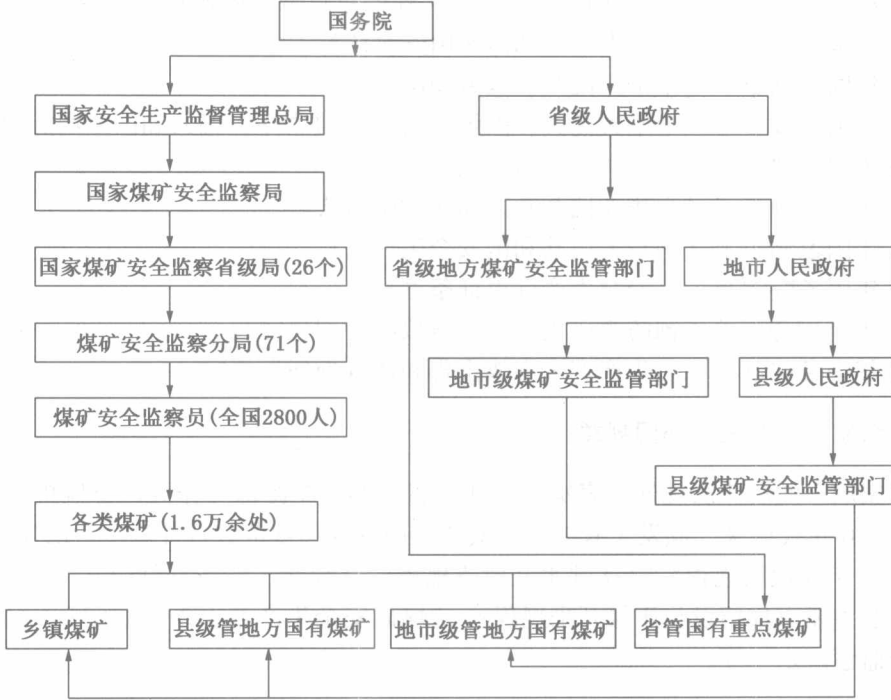 国务院
国家安全生产监督管理总局
省级人民政府
国家煤矿安全监察局
国家煤矿安全监察省级局(26个)
省级地方煤矿安全监管部门
地市人民政府
煤矿安全监察分局(71个)
地市级煤矿安全监管部门
县级人民政府
煤矿安全监察员(全国2800人)
县级煤矿安全监管部门
各类煤矿(1.6万余处)
乡镇煤矿
县级管地方国有煤矿
地市级管地方国有煤矿
省管国有重点煤矿